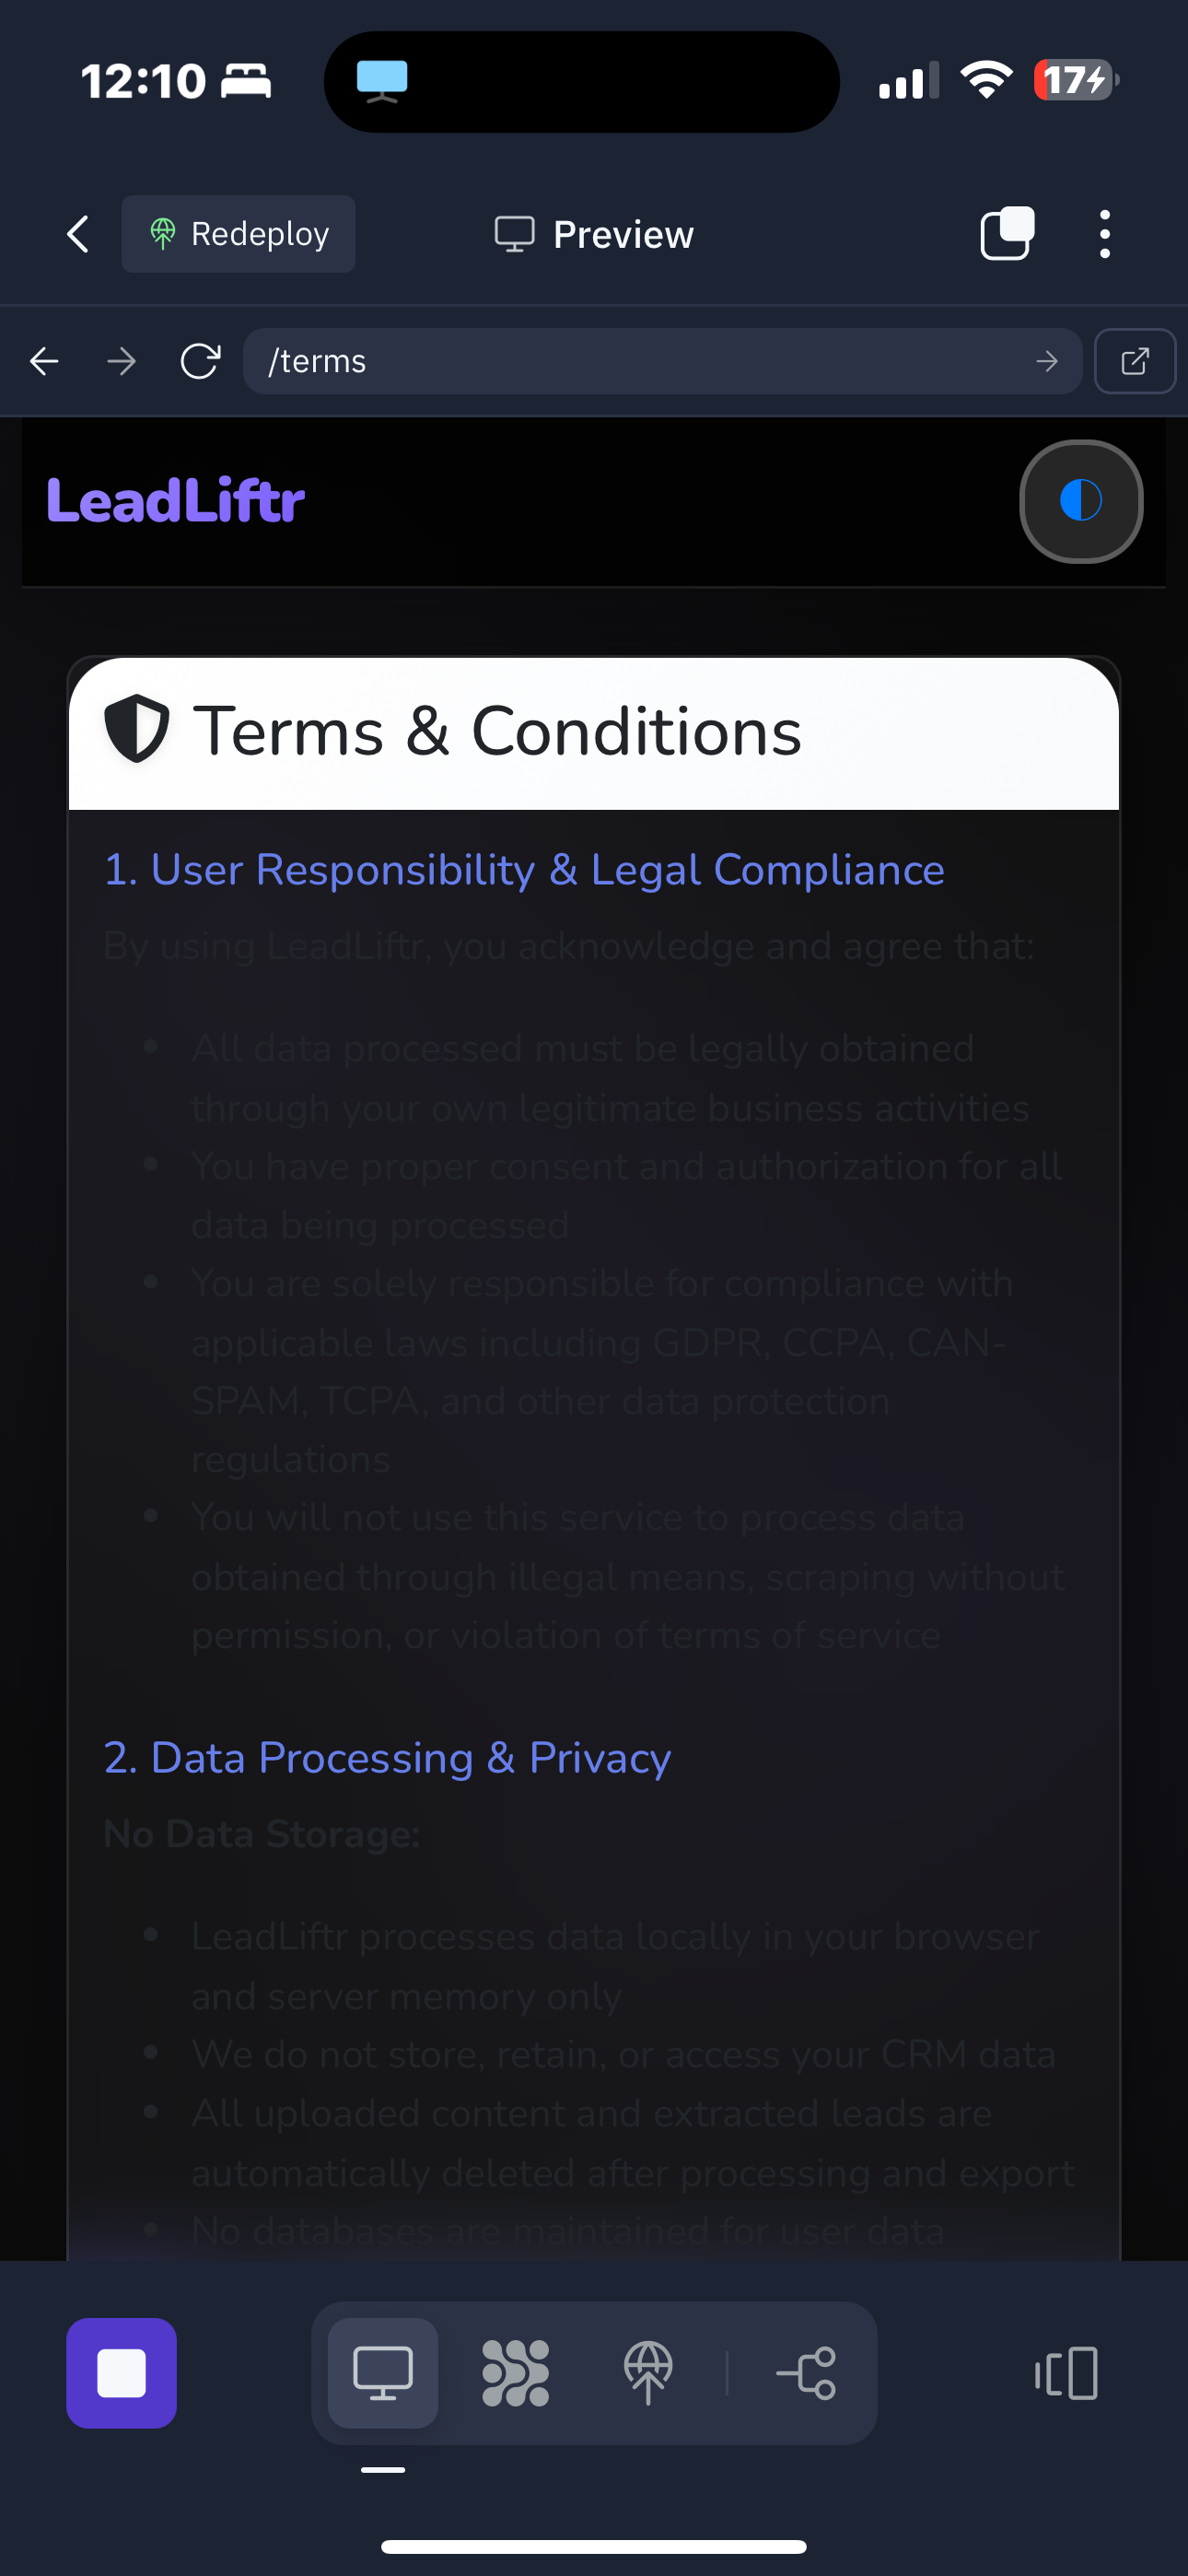 12:10
17
Redeploy
Preview
/terms
LeadLiftr
Terms & Conditions
1. User Responsibility & Legal Compliance
By using LeadLiftr, you acknowledge and agree that:
• All data processed must be legally obtained
through your own legitimate business activities
• You have proper consent and authorization for all
data being processed
• You are solely responsible for compliance with
applicable laws including GDPR, CCPA, CAN-
SPAM, TCPA, and other data protection
regulations
• You will not use this service to process data
obtained through illegal means, scraping without
permission, or violation of terms of service
2. Data Processing & Privacy
No Data Storage:
• LeadLiftr processes data locally in your browser
and server memory only
• We do not store, retain, or access your CRM data
• All uploaded content and extracted leads are
automatically deleted after processing and export
• No databases are maintained for user data